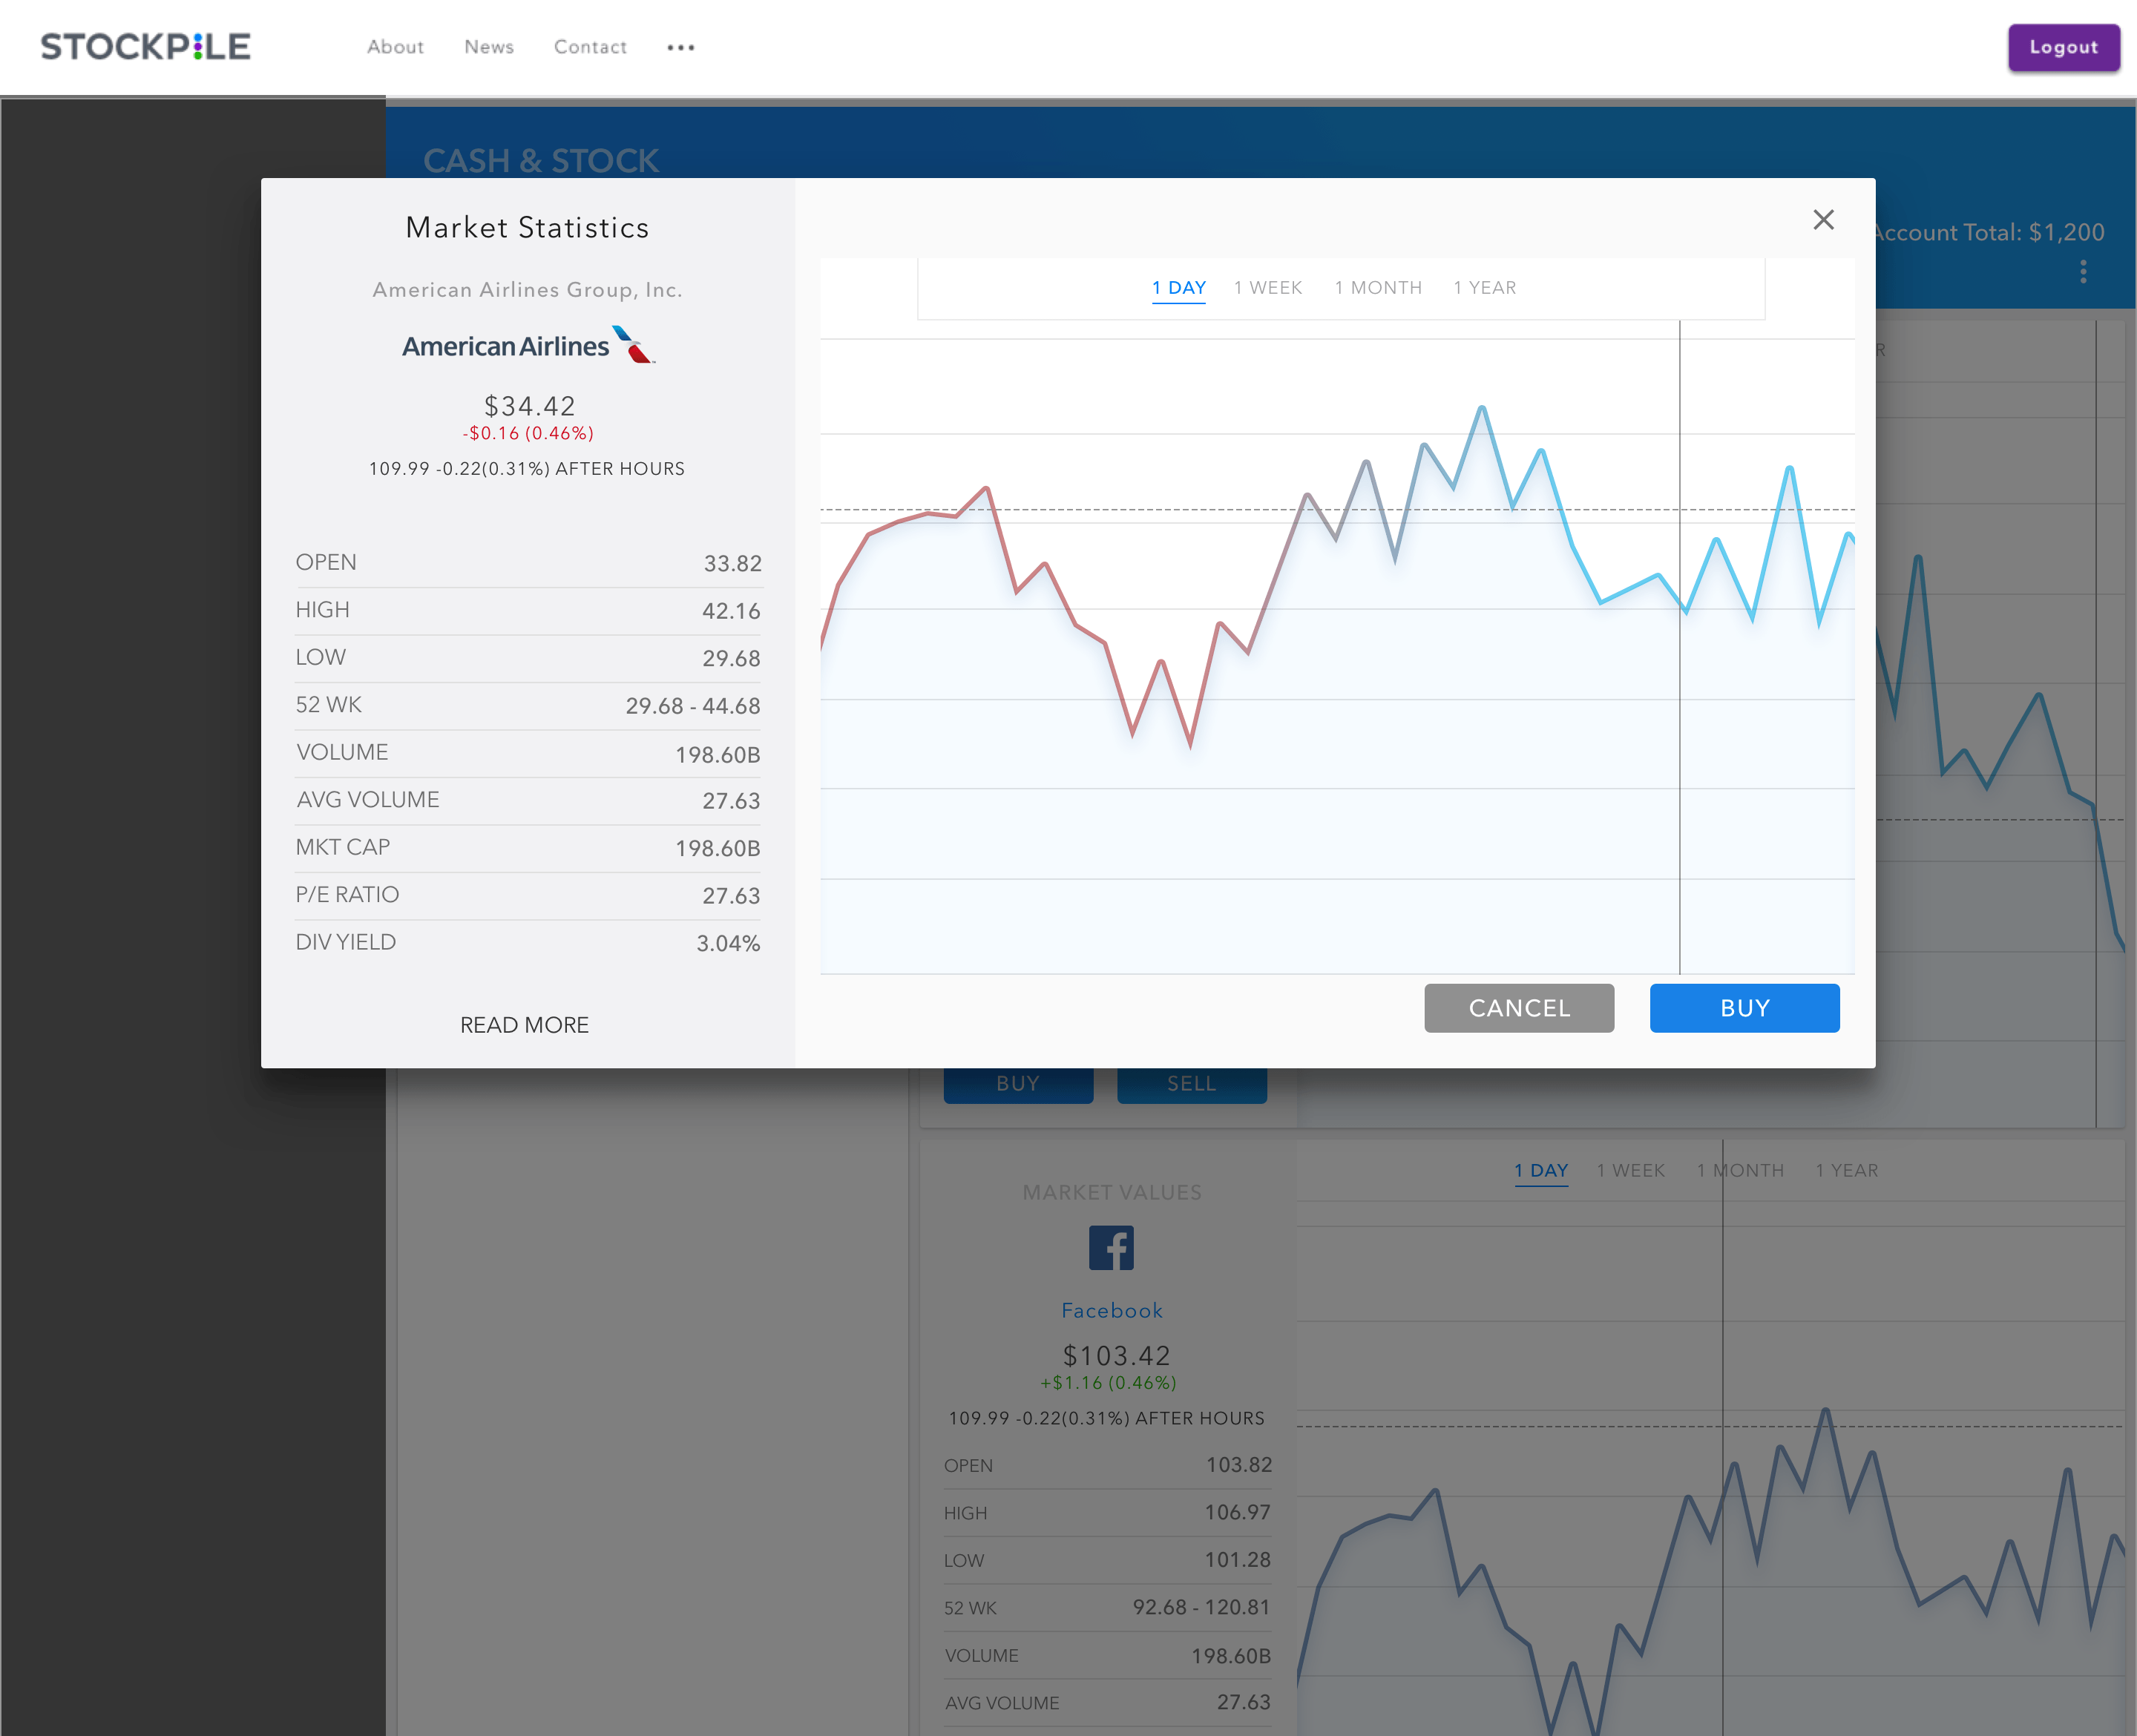 STOCKPILE About News Contact ••• Logout
CASH & STOCK
Account Total: $1,200
Market Statistics
American Airlines Group, Inc.
American Airlines
$34.42
-$0.16 (0.46%)
109.99 -0.22(0.31%) AFTER HOURS
OPEN 33.82
HIGH 42.16
LOW 29.68
52 WK 29.68 - 44.68
VOLUME 198.60B
AVG VOLUME 27.63
MKT CAP 198.60B
P/E RATIO 27.63
DIV YIELD 3.04%
READ MORE
1 DAY 1 WEEK 1 MONTH 1 YEAR
CANCEL BUY
BUY SELL
MARKET VALUES
Facebook
$103.42
+$1.16 (0.46%)
109.99 -0.22(0.31%) AFTER HOURS
OPEN 103.82
HIGH 106.97
LOW 101.28
52 WK 92.68 - 120.81
VOLUME 198.60B
AVG VOLUME 27.63
1 DAY 1 WEEK 1 MONTH 1 YEAR